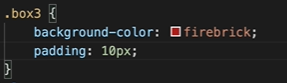 .box3 {
    background-color: firebrick;
    padding: 10px;
}